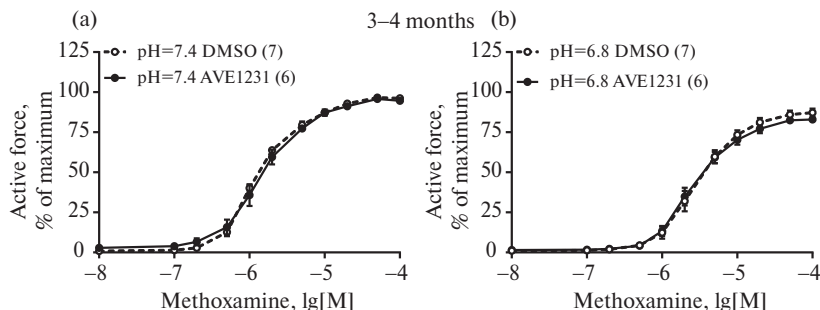 3–4 months
(a)
125
100
75
50
25
0
Active force,
% of maximum
pH=7.4 DMSO (7)
pH=7.4 AVE1231 (6)
−8
−7
−6
−5
−4
Methoxamine, lg[M]
(b)
125
100
75
50
25
0
Active force,
% of maximum
pH=6.8 DMSO (7)
pH=6.8 AVE1231 (6)
−8
−7
−6
−5
−4
Methoxamine, lg[M]